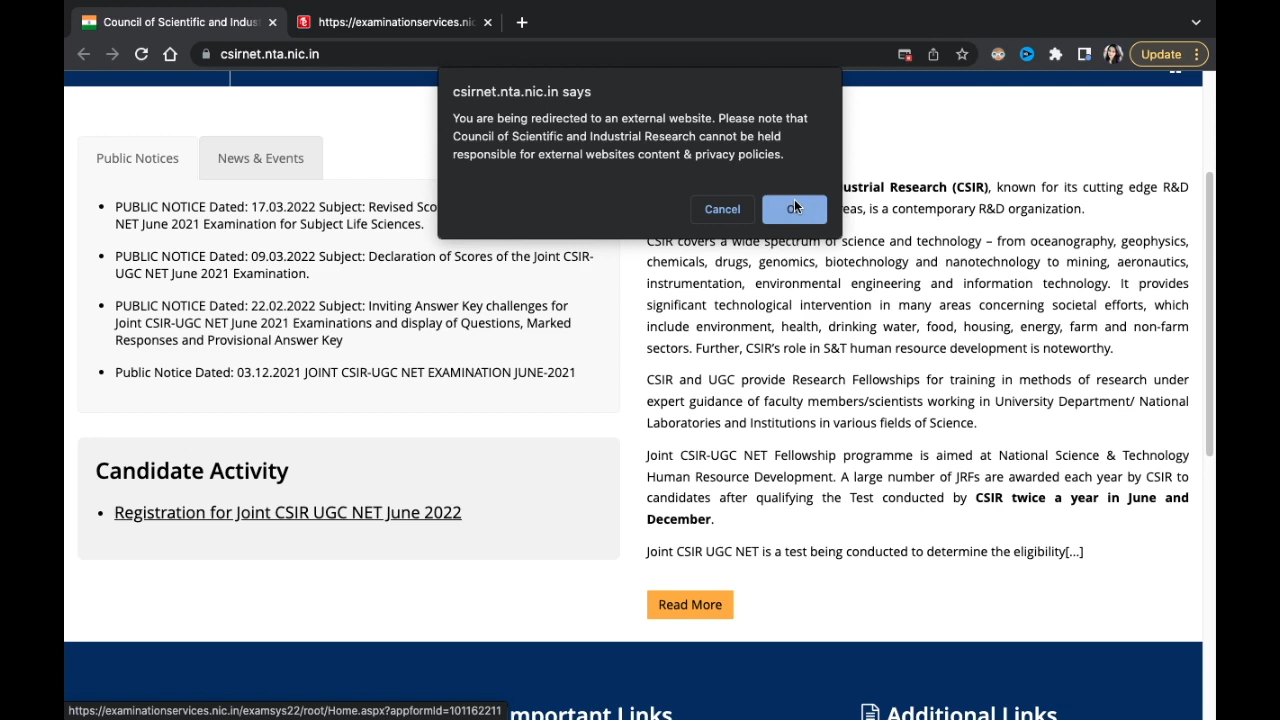 Council of Scientific and Indus
https://examinationservices.nic
csirnet.nta.nic.in
Update
csirnet.nta.nic.in says
You are being redirected to an external website. Please note that
Council of Scientific and Industrial Research cannot be held
responsible for external websites content & privacy policies.
Cancel
Public Notices
News & Events
PUBLIC NOTICE Dated: 17.03.2022 Subject: Revised Sco
NET June 2021 Examination for Subject Life Sciences.
PUBLIC NOTICE Dated: 09.03.2022 Subject: Declaration of Scores of the Joint CSIR-
UGC NET June 2021 Examination.
PUBLIC NOTICE Dated: 22.02.2022 Subject: Inviting Answer Key challenges for
Joint CSIR-UGC NET June 2021 Examinations and display of Questions, Marked
Responses and Provisional Answer Key
Public Notice Dated: 03.12.2021 JOINT CSIR-UGC NET EXAMINATION JUNE-2021
Candidate Activity
Registration for Joint CSIR UGC NET June 2022
ustrial Research (CSIR), known for its cutting edge R&D
eas, is a contemporary R&D organization.
CSIR covers a wide spectrum of science and technology – from oceanography, geophysics,
chemicals, drugs, genomics, biotechnology and nanotechnology to mining, aeronautics,
instrumentation, environmental engineering and information technology. It provides
significant technological intervention in many areas concerning societal efforts, which
include environment, health, drinking water, food, housing, energy, farm and non-farm
sectors. Further, CSIR's role in S&T human resource development is noteworthy.
CSIR and UGC provide Research Fellowships for training in methods of research under
expert guidance of faculty members/scientists working in University Department/ National
Laboratories and Institutions in various fields of Science.
Joint CSIR-UGC NET Fellowship programme is aimed at National Science & Technology
Human Resource Development. A large number of JRFs are awarded each year by CSIR to
candidates after qualifying the Test conducted by CSIR twice a year in June and
December.
Joint CSIR UGC NET is a test being conducted to determine the eligibility[...]
Read More
https://examinationservices.nic.in/examsys22/root/Home.aspx?appformId=101162211
mportant Links
Additional Links